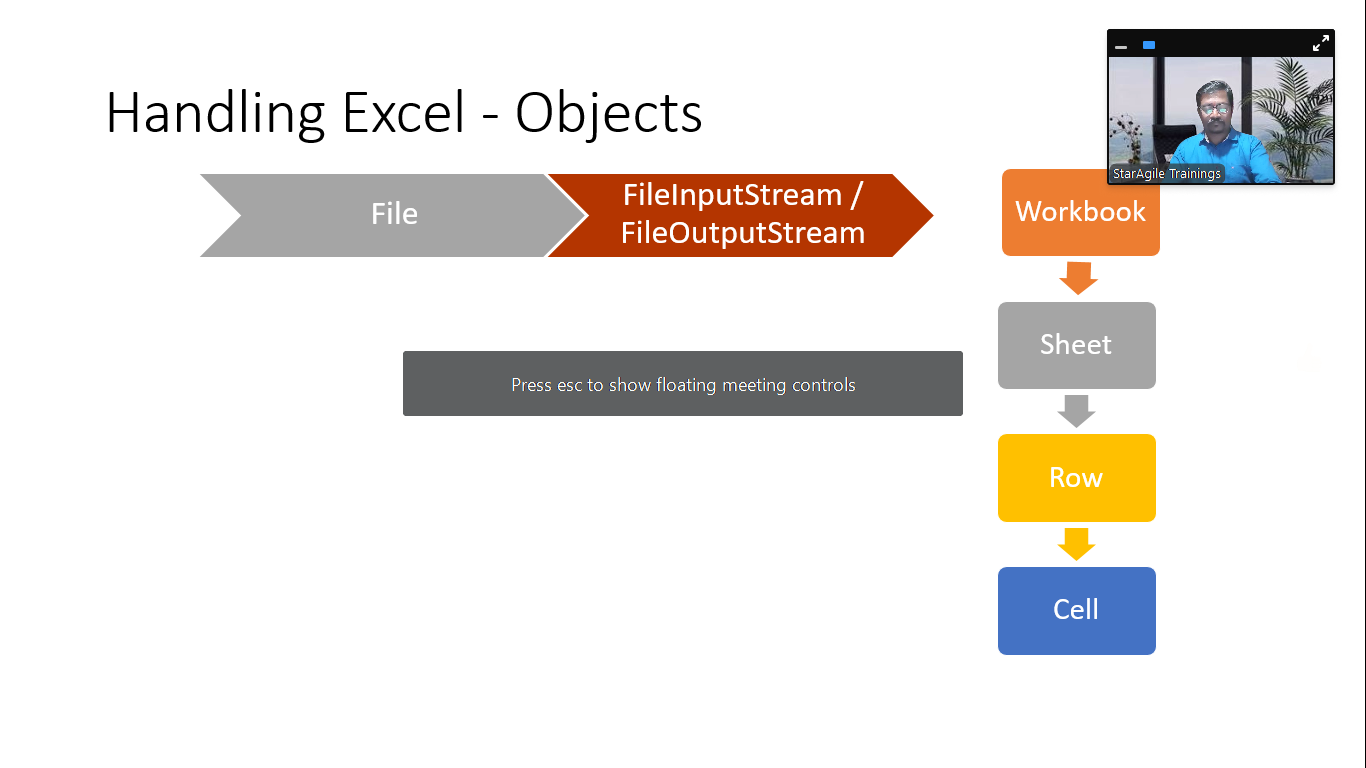 Handling Excel - Objects
File
FileInputStream /
FileOutputStream
StarAgile Trainings
Workbook
Sheet
Press esc to show floating meeting controls
Row
Cell